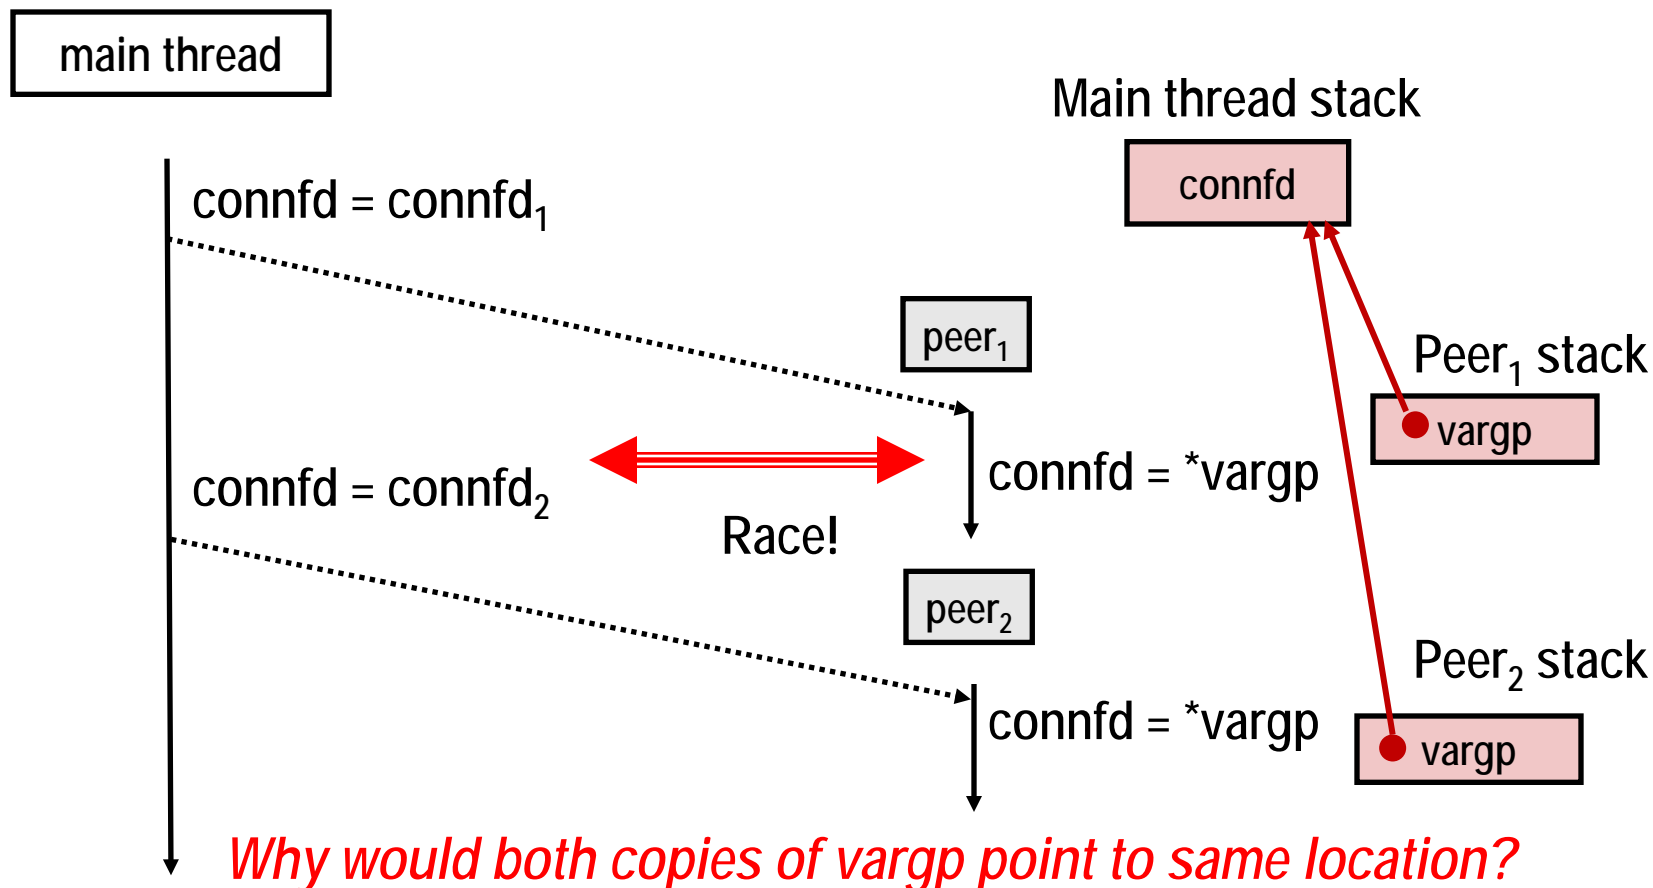 main thread
Main thread stack
connfd
connfd = connfd₁
peer₁
Peer₁ stack
vargp
connfd = *vargp
connfd = connfd₂
Race!
peer₂
Peer₂ stack
connfd = *vargp
vargp
Why would both copies of vargp point to same location?